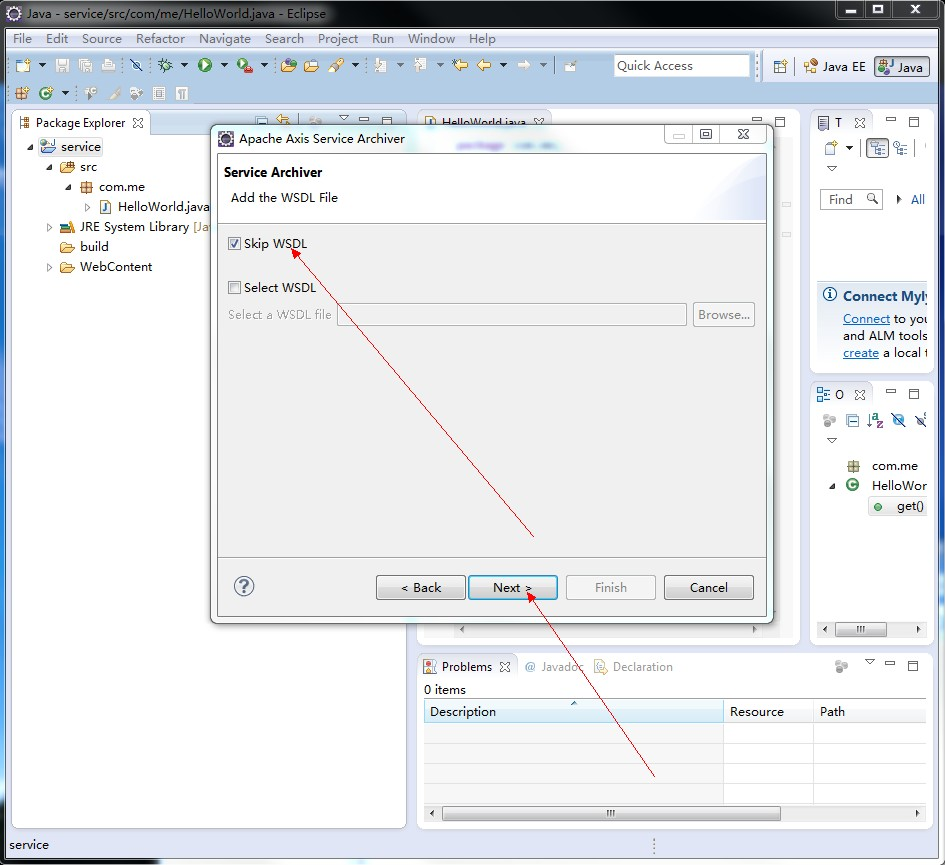 Java - service/src/com/me/HelloWorld.java - Eclipse
File Edit Source Refactor Navigate Search Project Run Window Help
Quick Access
Java EE
Java
Package Explorer
service
src
com.me
HelloWorld.java
JRE System Library [Ja
build
WebContent
HelloWorld.java
package com.me;
Apache Axis Service Archiver
Service Archiver
Add the WSDL File
Skip WSDL
Select WSDL
Select a WSDL file
Browse...
< Back
Next >
Finish
Cancel
T
Find
All
Connect Myly
Connect to you
and ALM tools
create a local t
O
com.me
HelloWor
get()
Problems
@ Javadoc
Declaration
0 items
Description
Resource
Path
service